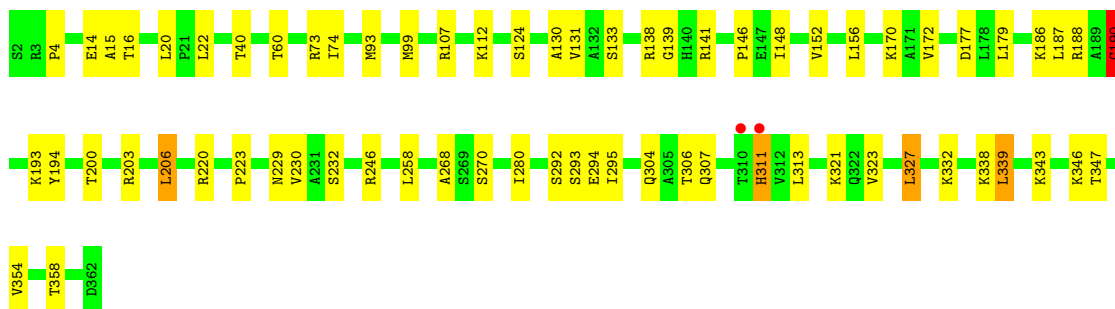 S2 R3 P4 E14 A15 T16 L20 P21 L22 T40 T60 R73 I74 M93 M99 R107 K112 S124 A130 V131 A132 S133 R138 G139 H140 R141 P146 E147 I148 V152 L156 K170 A171 V172 D177 L178 L179 K186 L187 R188 A189
K193 Y194 T200 R203 L206 R220 P223 N229 V230 A231 S232 R246 L258 A268 S269 S270 I280 S292 S293 E294 I295 Q304 A305 T306 Q307 T310 H311 V312 L313 K321 Q322 V323 L327 K332 K338 L339 K343 K346 T347
V354 T358 D362